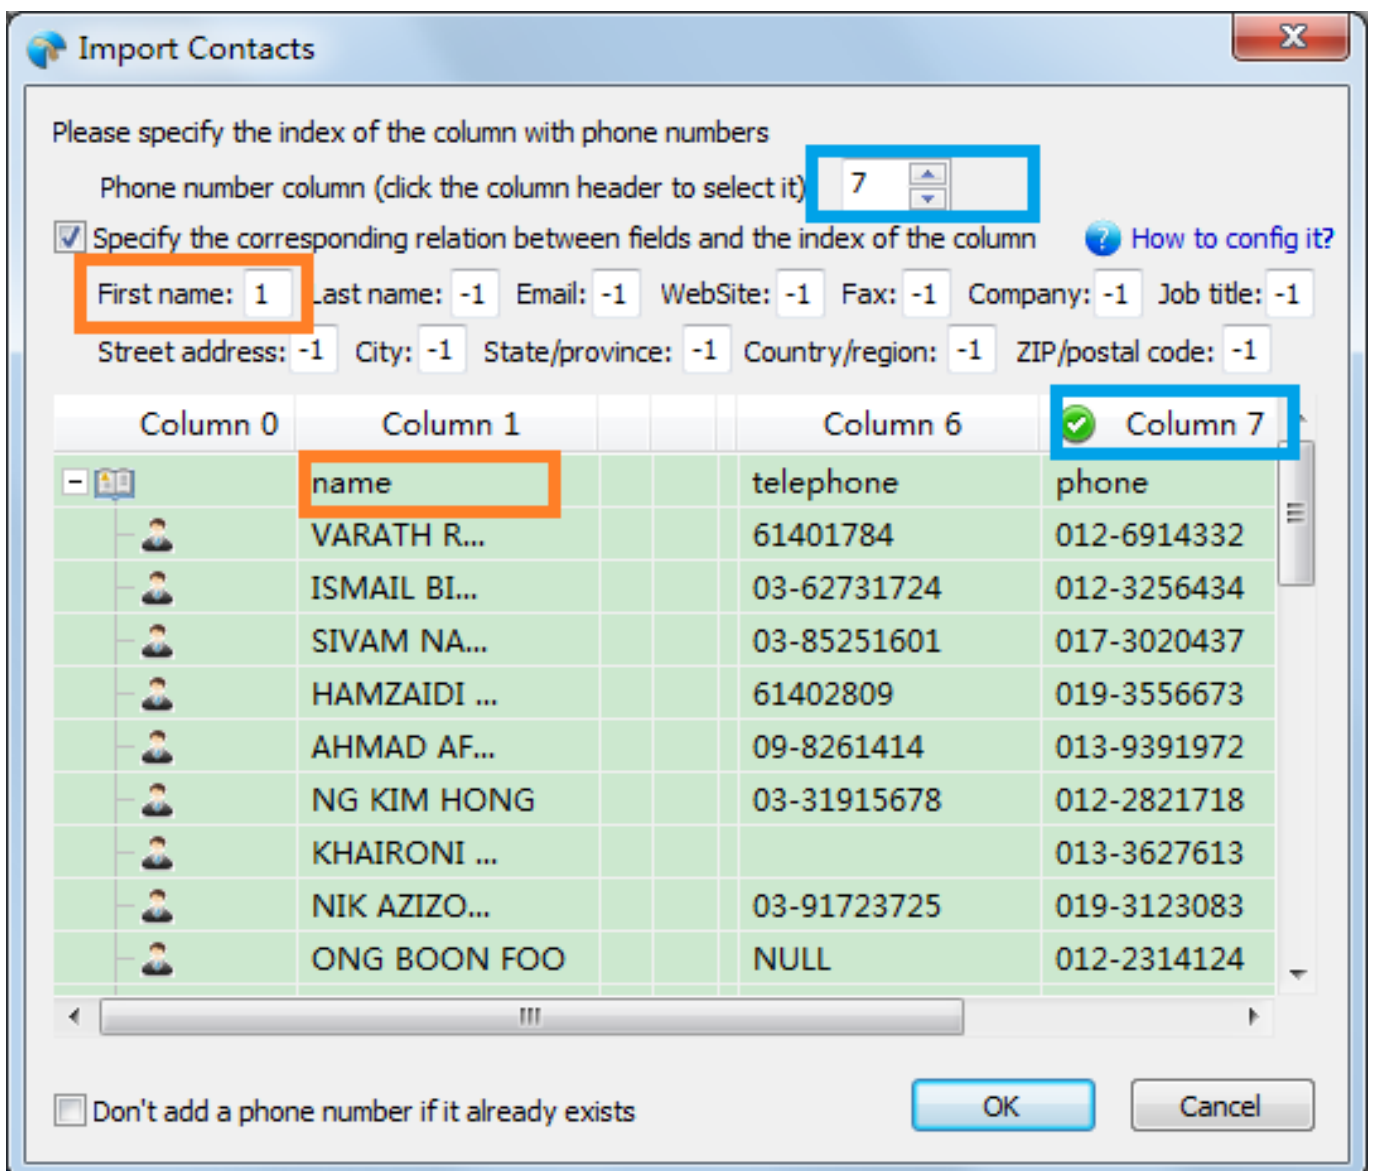 Import Contacts
Please specify the index of the column with phone numbers
Phone number column (click the column header to select it) 7
Specify the corresponding relation between fields and the index of the column ? How to config it?
First name: 1 Last name: -1 Email: -1 WebSite: -1 Fax: -1 Company: -1 Job title: -1
Street address: -1 City: -1 State/province: -1 Country/region: -1 ZIP/postal code: -1
Column 0 Column 1 Column 6 Column 7
name telephone phone
VARATH R... 61401784 012-6914332
ISMAIL BI... 03-62731724 012-3256434
SIVAM NA... 03-85251601 017-3020437
HAMZAIDI ... 61402809 019-3556673
AHMAD AF... 09-8261414 013-9391972
NG KIM HONG 03-31915678 012-2821718
KHAIRONI ... 013-3627613
NIK AZIZO... 03-91723725 019-3123083
ONG BOON FOO NULL 012-2314124
Don't add a phone number if it already exists OK Cancel